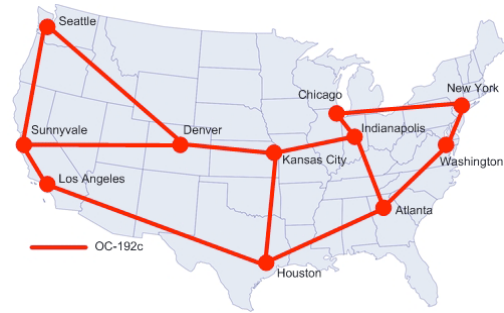 Seattle
New York
Chicago
Indianapolis
Sunnyvale
Denver
Kansas City
Washington
Los Angeles
Atlanta
OC-192c
Houston